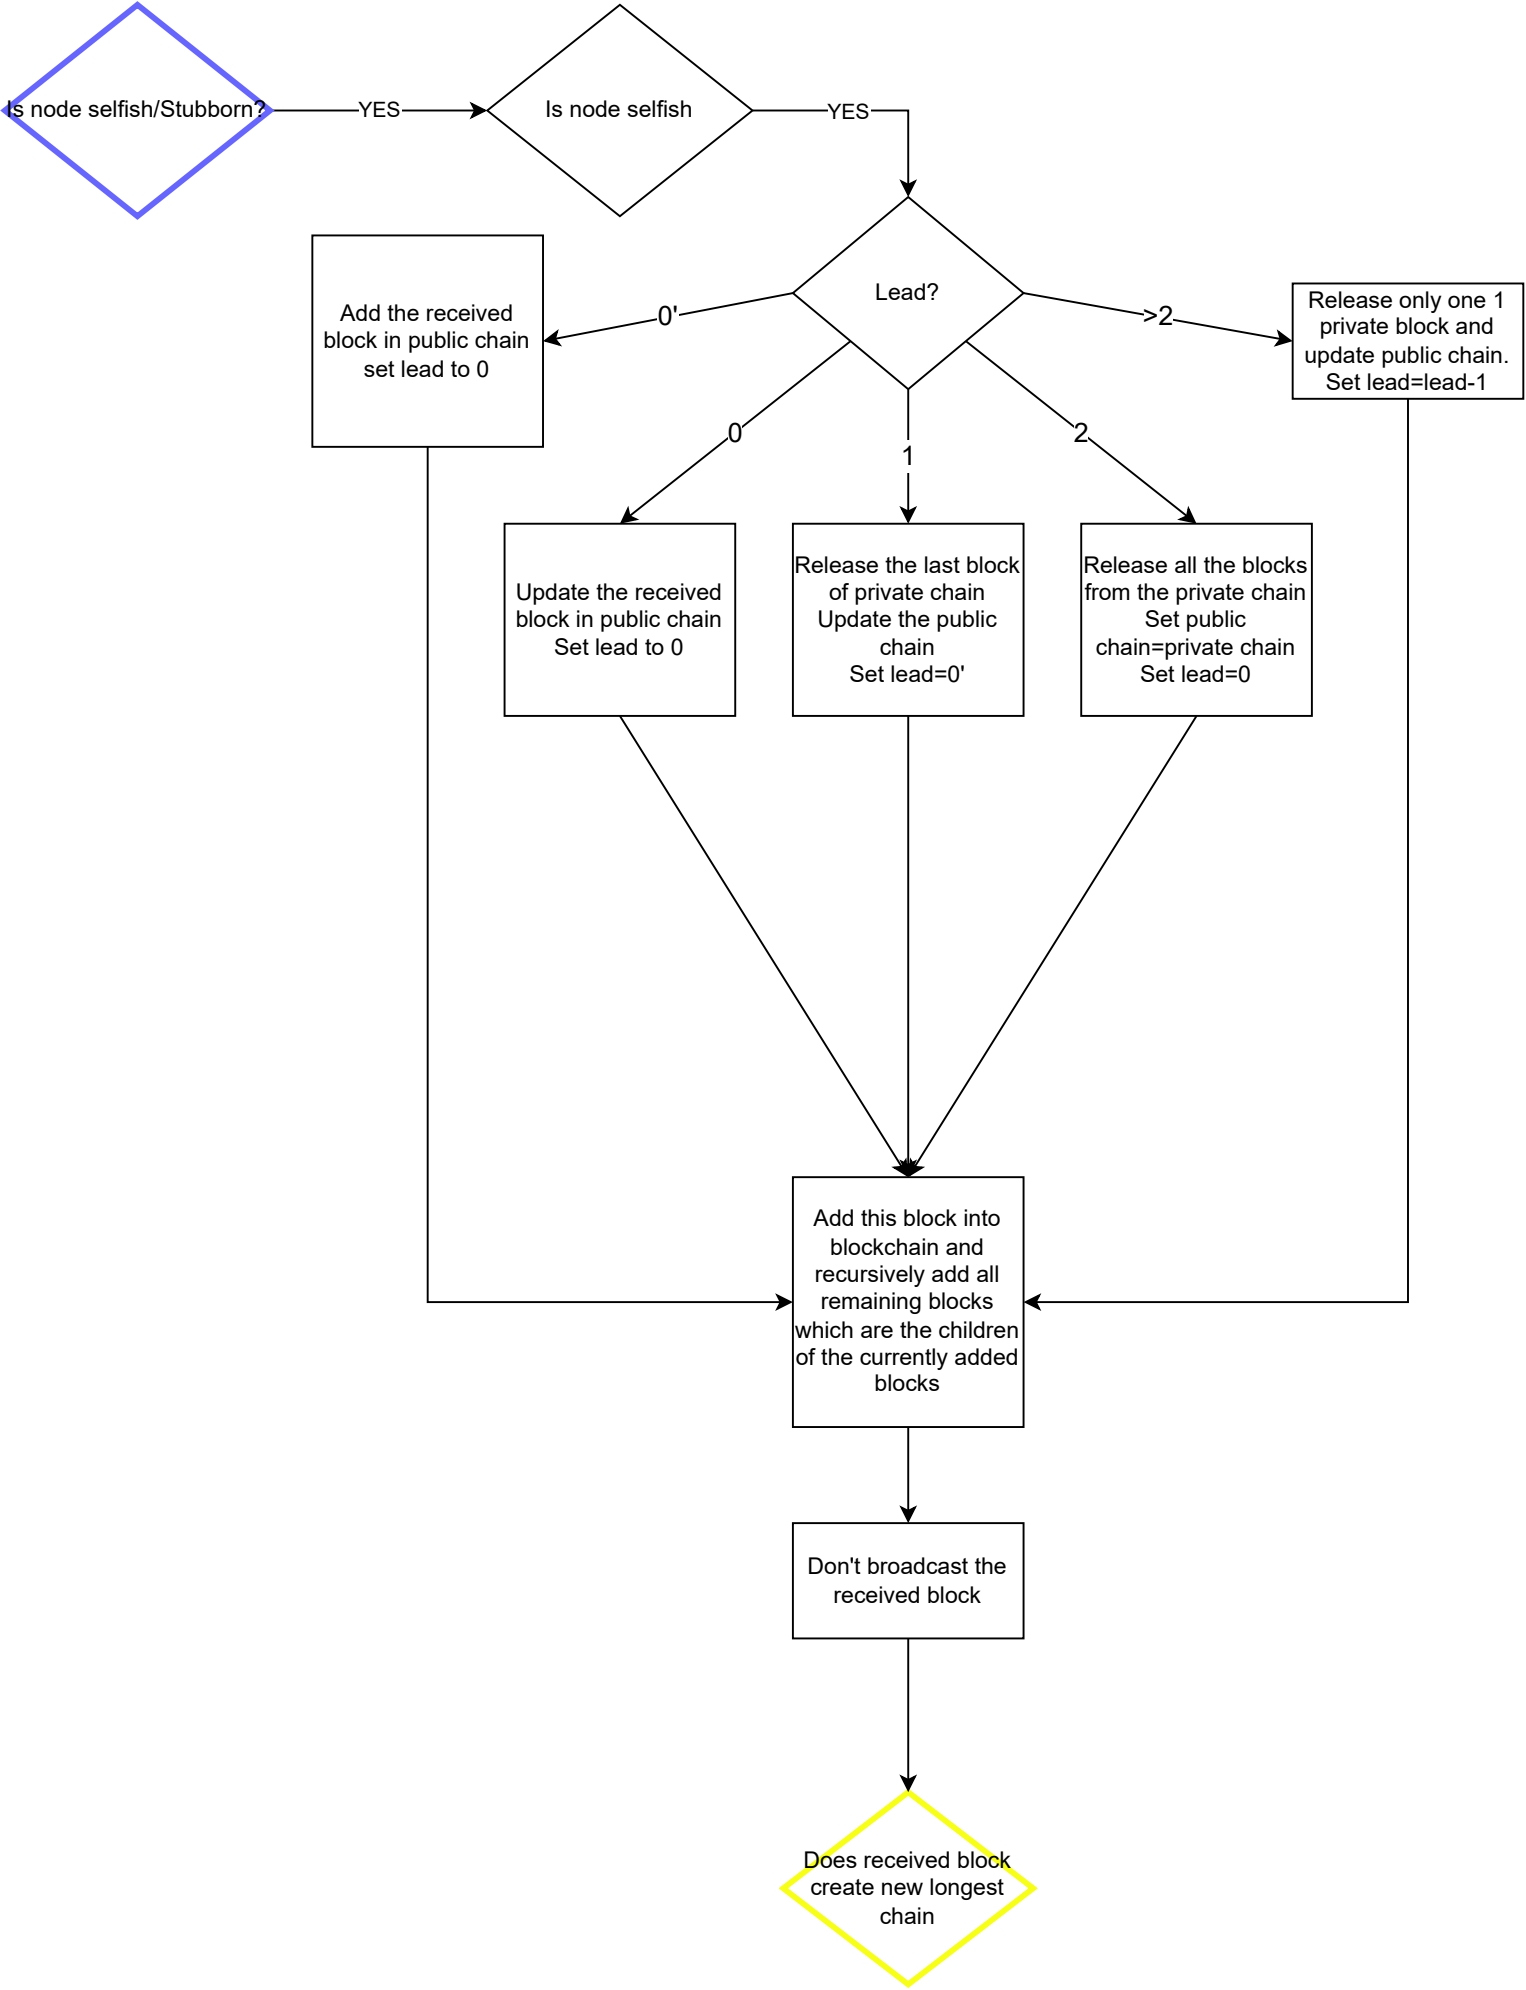 Is node selfish/Stubborn?
YES
Is node selfish
YES
Lead?
0'
0
1
2
>2
Add the received
block in public chain
set lead to 0
Release only one 1
private block and
update public chain.
Set lead=lead-1
Update the received
block in public chain
Set lead to 0
Release the last block
of private chain
Update the public
chain
Set lead=0'
Release all the blocks
from the private chain
Set public
chain=private chain
Set lead=0
Add this block into
blockchain and
recursively add all
remaining blocks
which are the children
of the currently added
blocks
Don't broadcast the
received block
Does received block
create new longest
chain